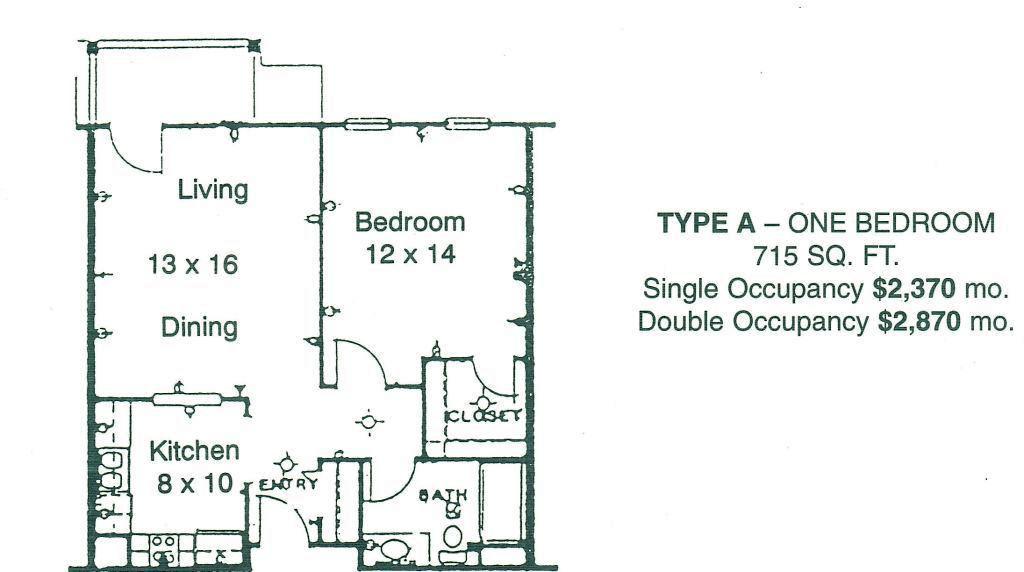 Living
13 x 16
Dining
Bedroom
12 x 14
Kitchen
8 x 10
ENTRY
CLOSET
BATH
TYPE A – ONE BEDROOM
715 SQ. FT.
Single Occupancy $2,370 mo.
Double Occupancy $2,870 mo.